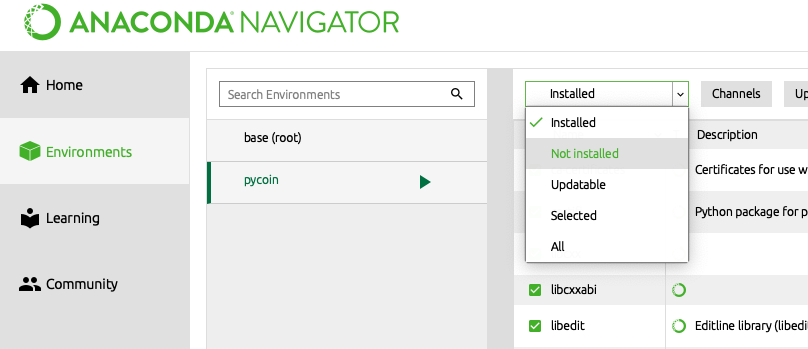 ANACONDA NAVIGATOR
Home
Environments
Learning
Community
Search Environments
base (root)
pycoin
Installed
Channels
Up
Installed
Not installed
Updatable
Selected
All
Description
Certificates for use w
Python package for p
libcxxabi
libedit
Editline library (libedi